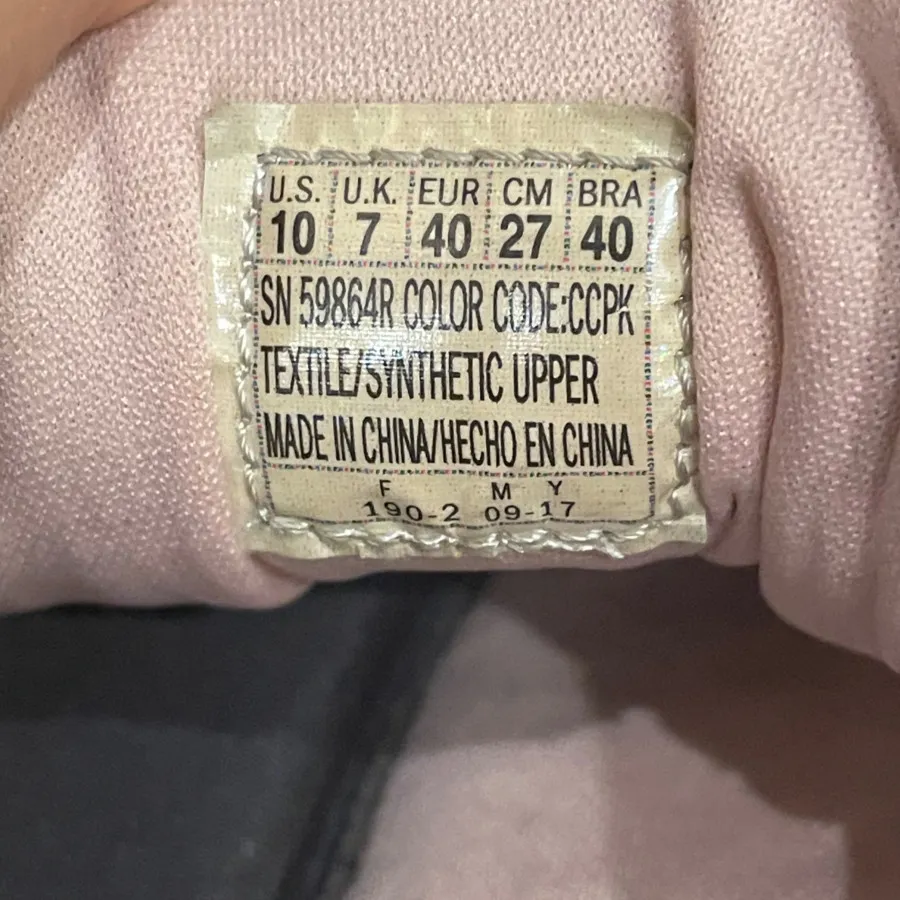 U.S. U.K. EUR CM BRA
10 7 40 27 40
SN 59864R COLOR CODE:CCPK
TEXTILE/SYNTHETIC UPPER
MADE IN CHINA/HECHO EN CHINA
F M Y
190-2 09-17